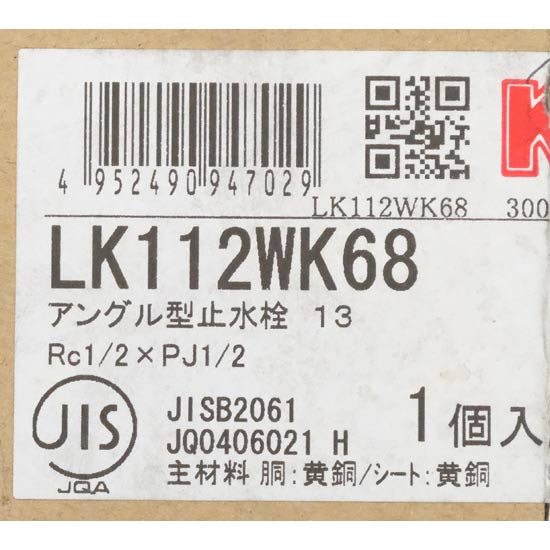 4 952490 947029
LK112WK68 300
LK112WK68
アングル型止水栓 13
Rc1/2×PJ1/2
JIS
JQA
JISB2061
JQ0406021 H
1個入
主材料 胴:黄銅/シート:黄銅